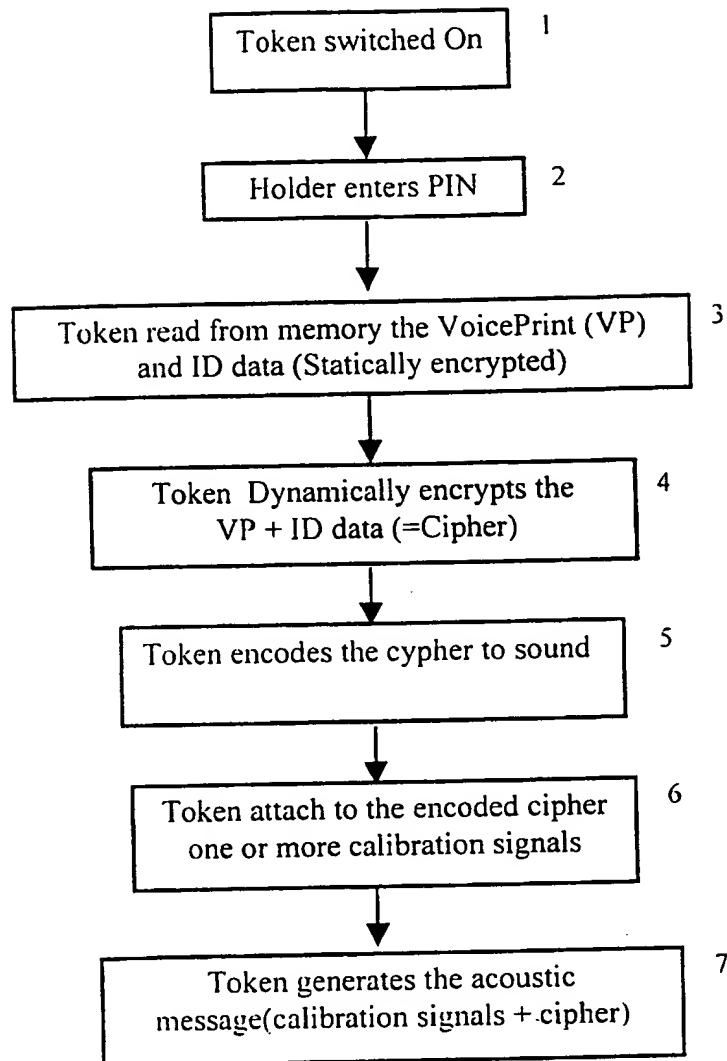 Token switched On
1
Holder enters PIN
2
Token read from memory the VoicePrint (VP)
and ID data (Statically encrypted)
3
Token Dynamically encrypts the
VP + ID data (=Cipher)
4
Token encodes the cypher to sound
5
Token attach to the encoded cipher
one or more calibration signals
6
Token generates the acoustic
message(calibration signals + cipher)
7